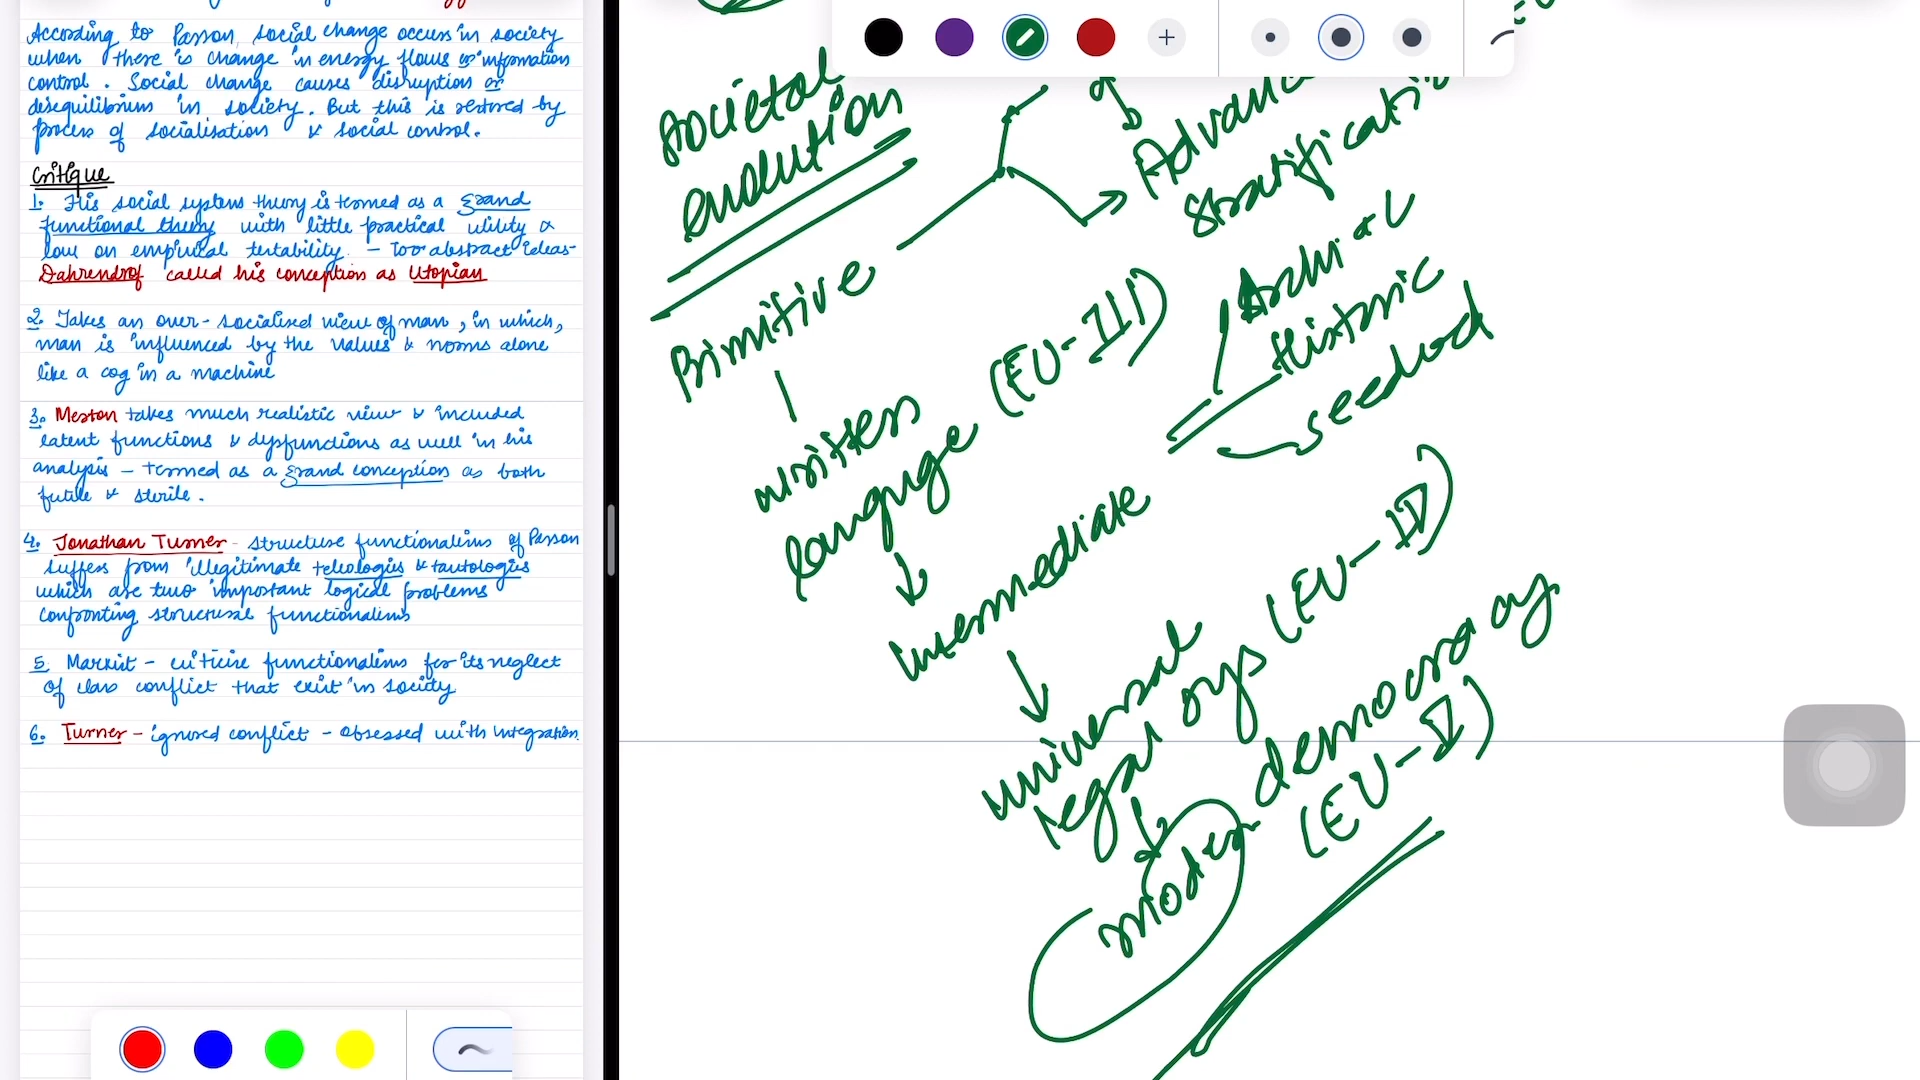 According to Parson, social change occurs in society
when there is change in energy flows or information
control. Social change causes disruption or
desequilibrium in society. But this is restored by
process of socialisation & social control.
Critique
1. His social system theory is termed as a grand
functional theory with little practical utility &
low on empirical testability. - Too abstract ideas-
Dahrendrof called his conception as Utopian
2. Takes an over-socialised view of man, in which,
man is influenced by the values & norms alone
like a cog in a machine
3. Merton takes much realistic view & included
latent functions & dysfunctions as well in his
analysis - termed as a grand conception as both
futile & sterile.
4. Jonathan Turner - structure functionalism of Parson
suffers from illegitimate teleologies & tautologies
which are two important logical problems
confronting structural functionalism
5 Marxist - criticise functionalism for its neglect
of class conflict that exist in society
6. Turner - ignored conflict - obsessed with integration.
societal
evolution
Advanc
stratificati
Primitive
Archi
Historic
seedbed
(EU-III)
written
language
Intermediate
universal
legal sys (EU-IV)
democracy
(EU-V)
modern